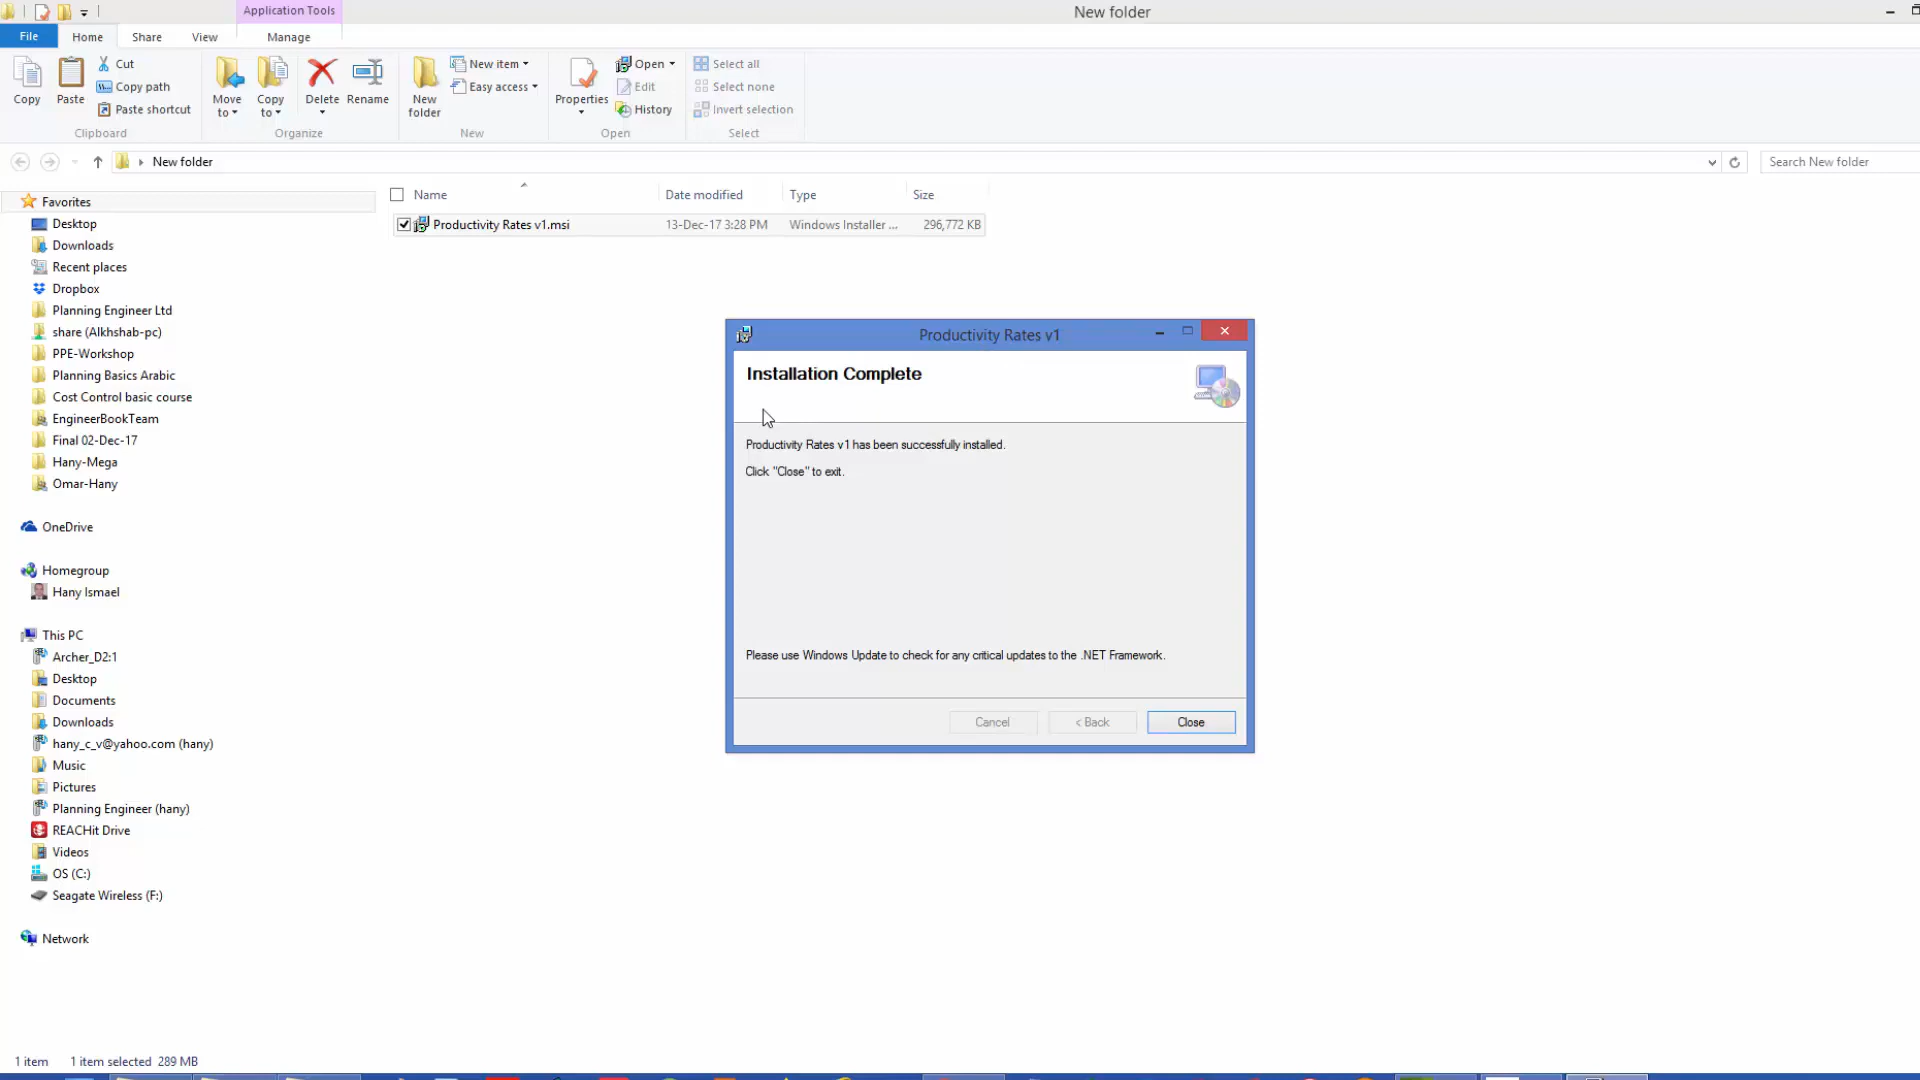 Application Tools
New folder
File
Home
Share
View
Manage
Copy
Paste
Cut
Copy path
Paste shortcut
Clipboard
Move to
Copy to
Delete
Rename
Organize
New folder
New item
Easy access
New
Properties
Open
Edit
History
Open
Select all
Select none
Invert selection
Select
New folder
Search New folder
Name
Date modified
Type
Size
Productivity Rates v1.msi
13-Dec-17 3:28 PM
Windows Installer ...
296,772 KB
Favorites
Desktop
Downloads
Recent places
Dropbox
Planning Engineer Ltd
share (Alkhshab-pc)
PPE-Workshop
Planning Basics Arabic
Cost Control basic course
EngineerBookTeam
Final 02-Dec-17
Hany-Mega
Omar-Hany
OneDrive
Homegroup
Hany Ismael
This PC
Archer_D2:1
Desktop
Documents
Downloads
hany_c_v@yahoo.com (hany)
Music
Pictures
Planning Engineer (hany)
REACHit Drive
Videos
OS (C:)
Seagate Wireless (F:)
Network
Productivity Rates v1
Installation Complete
Productivity Rates v1 has been successfully installed.
Click "Close" to exit.
Please use Windows Update to check for any critical updates to the .NET Framework.
Cancel
< Back
Close
1 item
1 item selected 289 MB